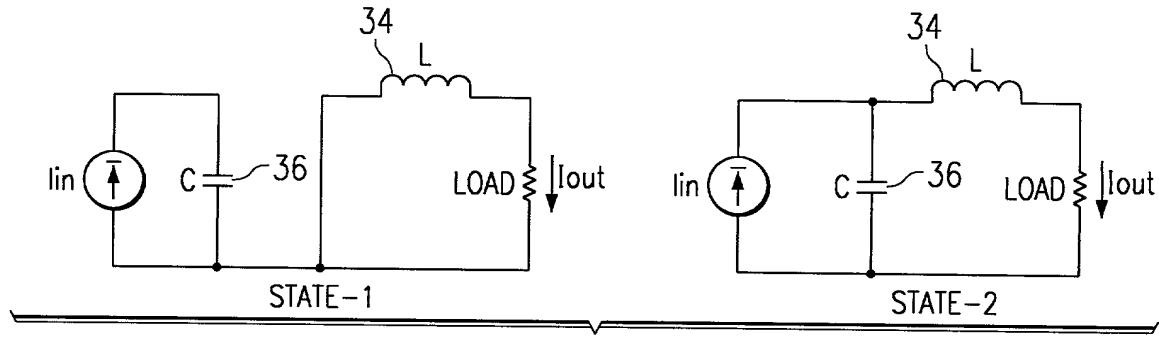 34
L
Iin
C
36
LOAD
Iout
STATE-1
34
L
Iin
C
36
LOAD
Iout
STATE-2